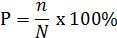 P = n/N x 100%